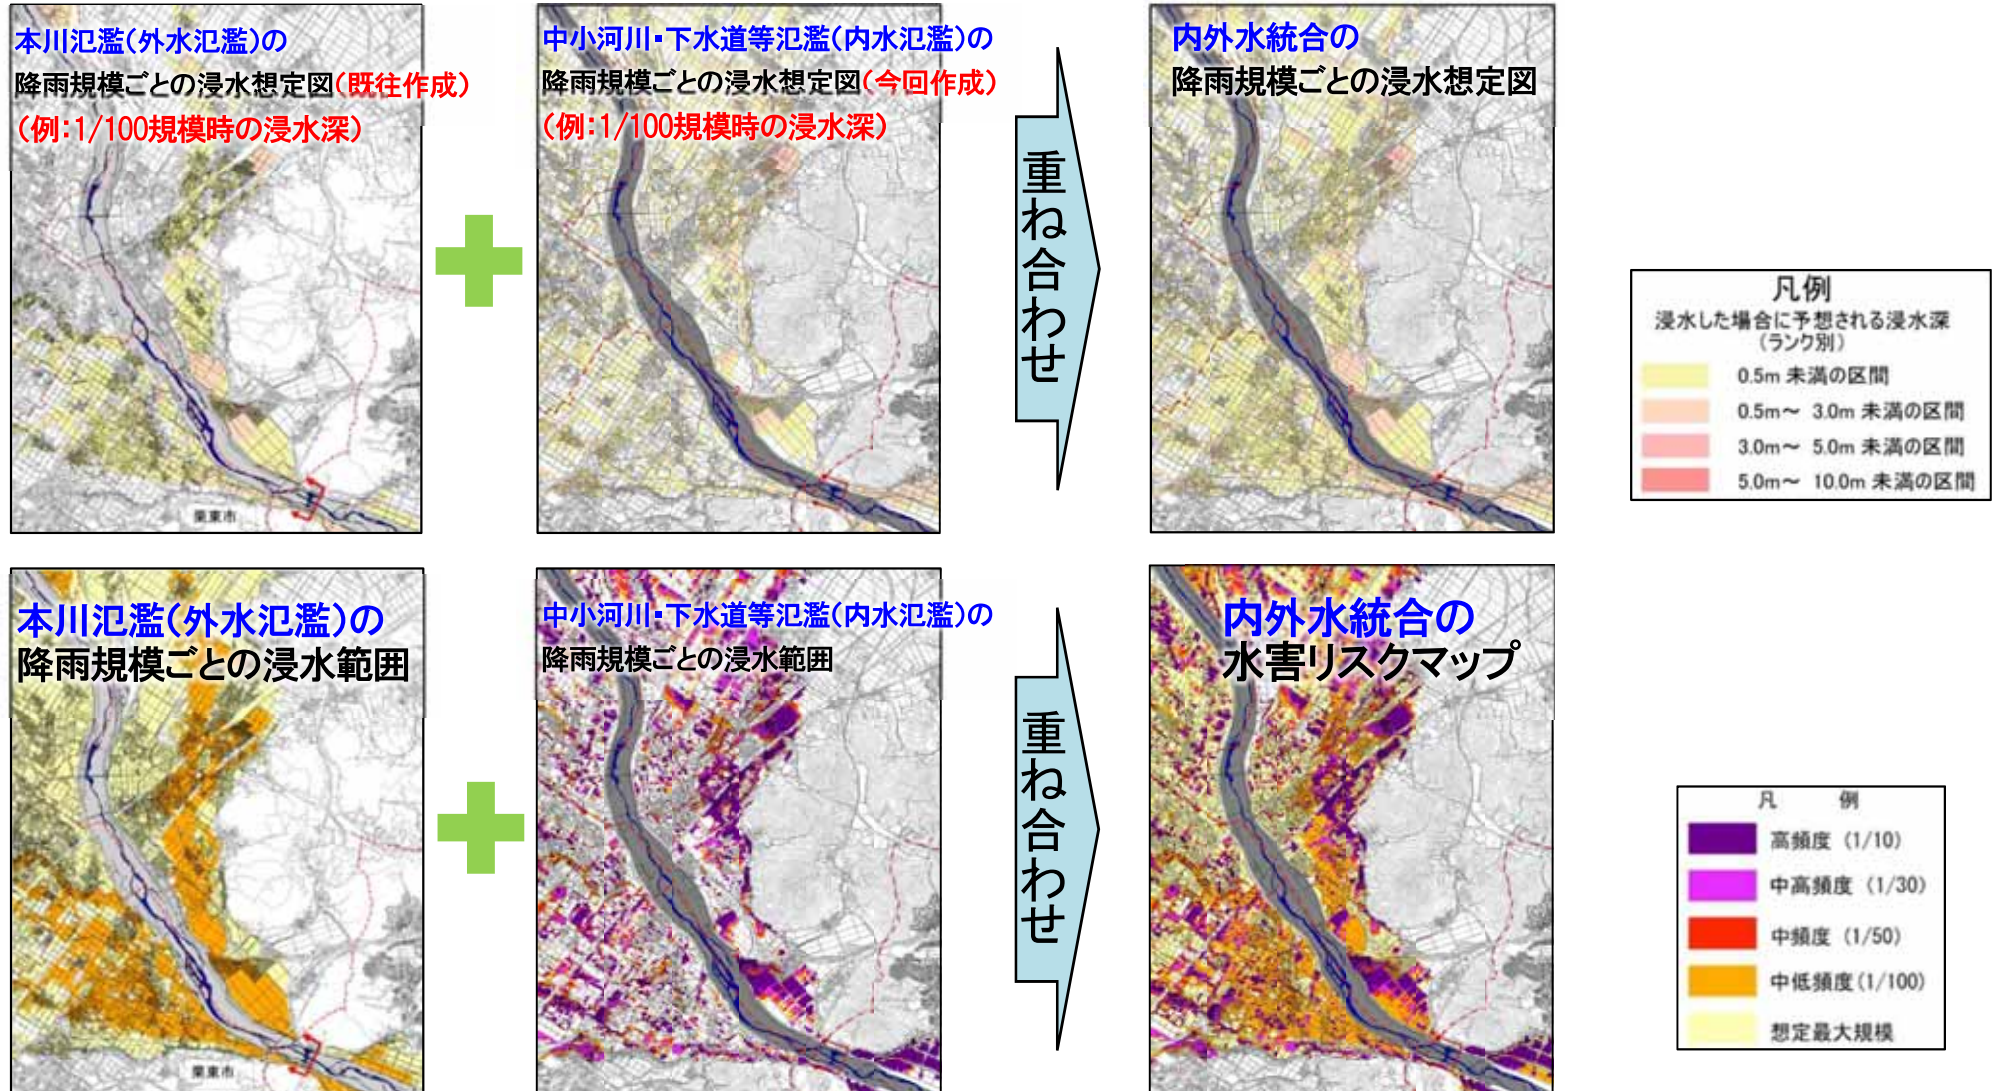 本川氾濫(外水氾濫)の
降雨規模ごとの浸水想定図(既往作成)
(例:1/100規模時の浸水深)
栗東市
中小河川・下水道等氾濫(内水氾濫)の
降雨規模ごとの浸水想定図(今回作成)
(例:1/100規模時の浸水深)
重ね合わせ
内外水統合の
降雨規模ごとの浸水想定図
凡例
浸水した場合に予想される浸水深
(ランク別)
0.5m 未満の区間
0.5m～ 3.0m 未満の区間
3.0m～ 5.0m 未満の区間
5.0m～ 10.0m 未満の区間
本川氾濫(外水氾濫)の
降雨規模ごとの浸水範囲
栗東市
中小河川・下水道等氾濫(内水氾濫)の
降雨規模ごとの浸水範囲
重ね合わせ
内外水統合の
水害リスクマップ
凡 例
高頻度 (1/10)
中高頻度 (1/30)
中頻度 (1/50)
中低頻度(1/100)
想定最大規模